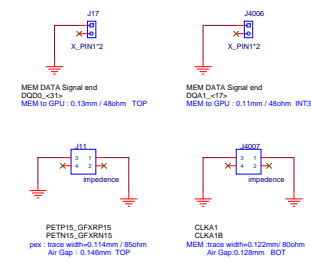 J17
J4006
X_PIN1*2
X_PIN1*2
MEM DATA Signal end
DQD0_<31>
MEM to GPU : 0.13mm / 48ohm TOP
MEM DATA Signal end
DQA1_<17>
MEM to GPU : 0.11mm / 48ohm INT3
J11
3 1
4 2
impedence
J4007
3 1
4 2
impedence
PETP15_GFXRP15
PETN15_GFXRN15
pex : trace width=0.114mm / 85ohm
Air Gap : 0.146mm TOP
CLKA1
CLKA1B
MEM :trace width=0.122mm/ 80ohm
Air Gap:0.128mm BOT